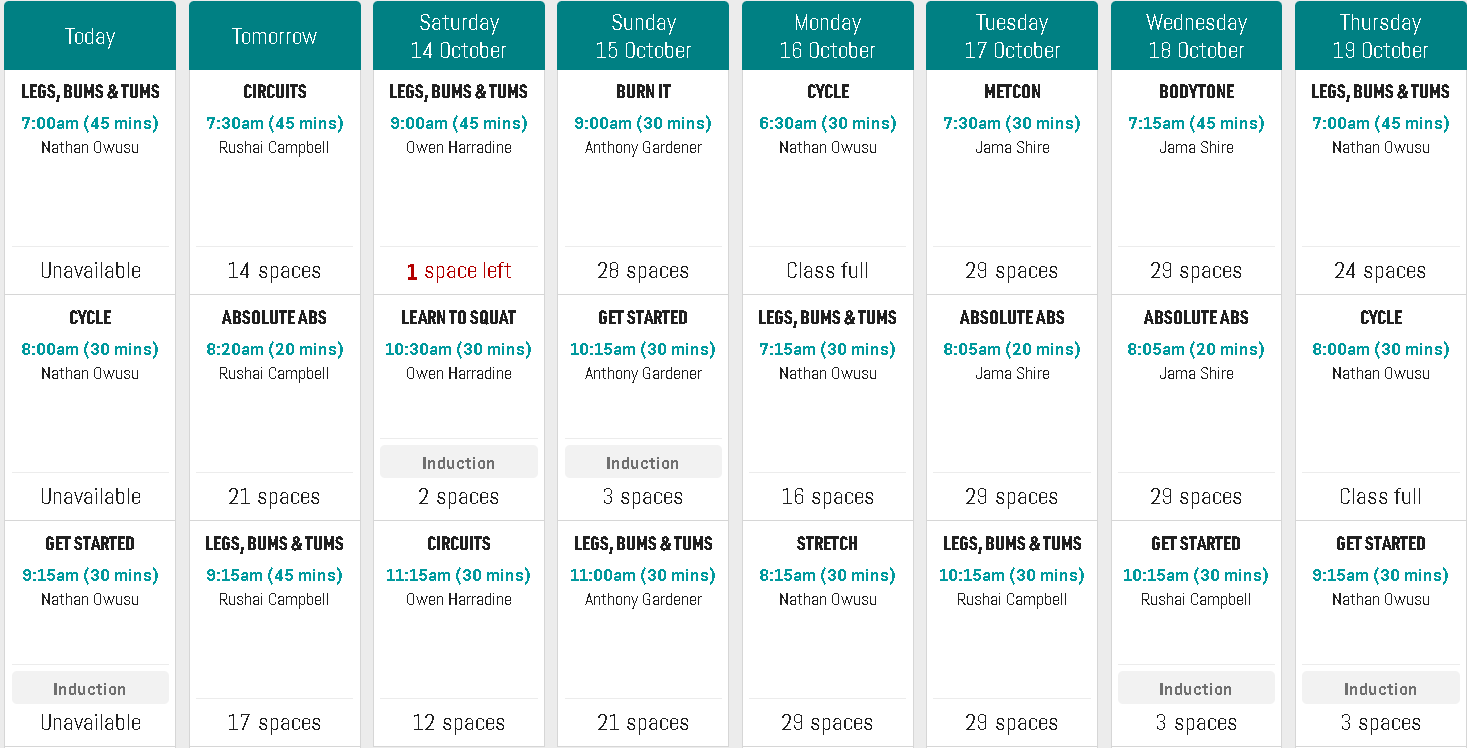 Today
LEGS, BUMS & TUMS
7:00am (45 mins)
Nathan Owusu
Unavailable
CYCLE
8:00am (30 mins)
Nathan Owusu
Unavailable
GET STARTED
9:15am (30 mins)
Nathan Owusu
Induction
Unavailable
Tomorrow
CIRCUITS
7:30am (45 mins)
Rushai Campbell
14 spaces
ABSOLUTE ABS
8:20am (20 mins)
Rushai Campbell
21 spaces
LEGS, BUMS & TUMS
9:15am (45 mins)
Rushai Campbell
17 spaces
Saturday
14 October
LEGS, BUMS & TUMS
9:00am (45 mins)
Owen Harradine
1 space left
LEARN TO SQUAT
10:30am (30 mins)
Owen Harradine
Induction
2 spaces
CIRCUITS
11:15am (30 mins)
Owen Harradine
12 spaces
Sunday
15 October
BURN IT
9:00am (30 mins)
Anthony Gardener
28 spaces
GET STARTED
10:15am (30 mins)
Anthony Gardener
Induction
3 spaces
LEGS, BUMS & TUMS
11:00am (30 mins)
Anthony Gardener
21 spaces
Monday
16 October
CYCLE
6:30am (30 mins)
Nathan Owusu
Class full
LEGS, BUMS & TUMS
7:15am (30 mins)
Nathan Owusu
16 spaces
STRETCH
8:15am (30 mins)
Nathan Owusu
29 spaces
Tuesday
17 October
METCON
7:30am (30 mins)
Jama Shire
29 spaces
ABSOLUTE ABS
8:05am (20 mins)
Jama Shire
29 spaces
LEGS, BUMS & TUMS
10:15am (30 mins)
Rushai Campbell
29 spaces
Wednesday
18 October
BODYTONE
7:15am (45 mins)
Jama Shire
29 spaces
ABSOLUTE ABS
8:05am (20 mins)
Jama Shire
29 spaces
GET STARTED
10:15am (30 mins)
Rushai Campbell
Induction
3 spaces
Thursday
19 October
LEGS, BUMS & TUMS
7:00am (45 mins)
Nathan Owusu
24 spaces
CYCLE
8:00am (30 mins)
Nathan Owusu
Class full
GET STARTED
9:15am (30 mins)
Nathan Owusu
Induction
3 spaces